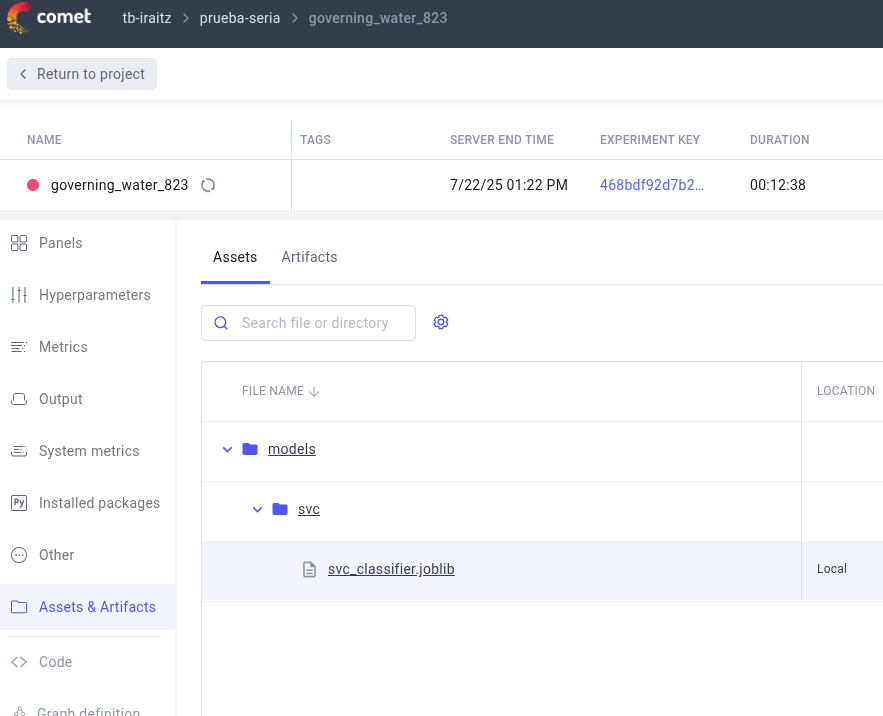 comet tb-iraitz > prueba-seria > governing_water_823
< Return to project
NAME TAGS SERVER END TIME EXPERIMENT KEY DURATION
governing_water_823 7/22/25 01:22 PM 468bdf92d7b2... 00:12:38
Panels
Hyperparameters
Metrics
Output
System metrics
Py Installed packages
Other
Assets & Artifacts
Code
Graph definition
Assets Artifacts
Search file or directory
FILE NAME ↓ LOCATION
models
svc
svc_classifier.joblib Local